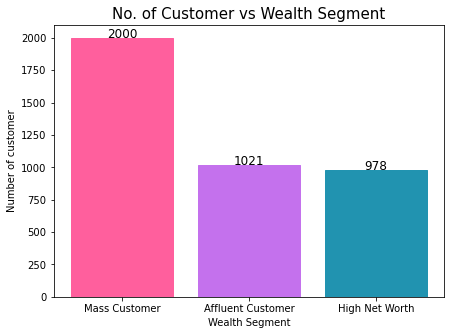 No. of Customer vs Wealth Segment
2000
1750
1500
1250
1000
750
500
250
0
Number of customer
2000
1021
978
Mass Customer
Affluent Customer
High Net Worth
Wealth Segment